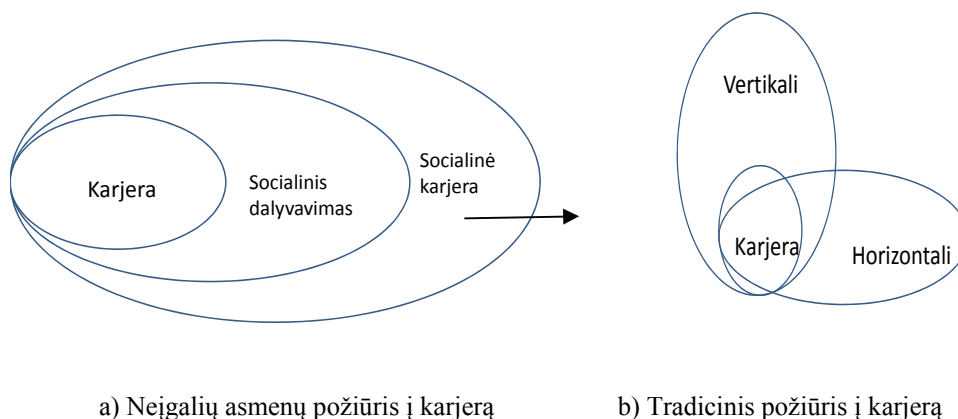 Karjera
Socialinis
dalyvavimas
Socialinė
karjera
Vertikali
Karjera
Horizontali
a) Neįgalių asmenų požiūris į karjerą
b) Tradicinis požiūris į karjerą